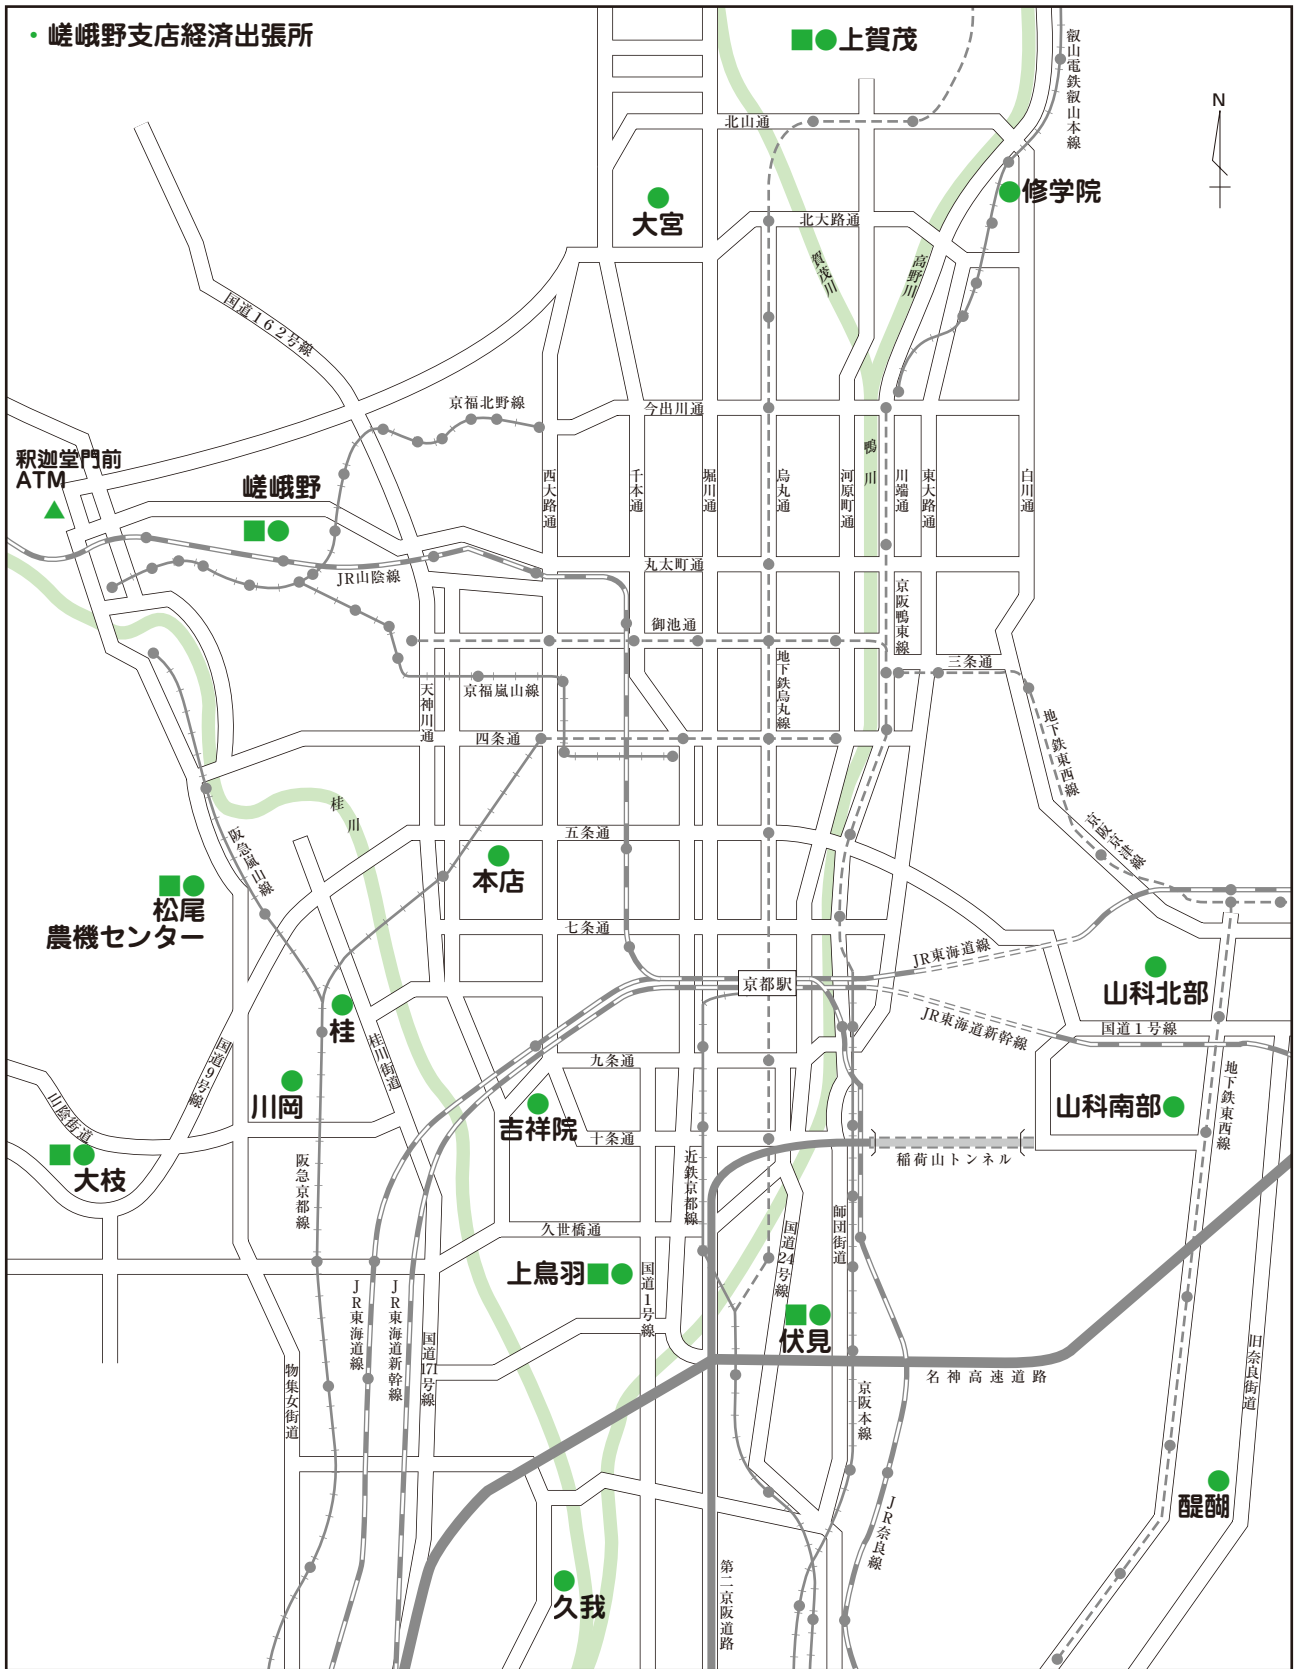 ・嵯峨野支店経済出張所
上賀茂
叡山電鉄叡山本線
N
北山通
修学院
大宮
北大路通
賀茂川
高野川
国道162号線
京福北野線
今出川通
釈迦堂門前
ATM
嵯峨野
西大路通
千本通
堀川通
烏丸通
河原町通
鴨川
川端通
東大路通
白川通
丸太町通
JR山陰線
京阪鴨東線
御池通
三条通
地下鉄烏丸線
天神川通
京福嵐山線
地下鉄東西線
四条通
桂川
五条通
阪急嵐山線
京阪京津線
本店
松尾
農機センター
七条通
JR東海道線
京都駅
山科北部
桂
JR東海道新幹線
国道1号線
桂川街道
国道9号線
九条通
川岡
吉祥院
山科南部
地下鉄東西線
山陰街道
十条通
稲荷山トンネル
大枝
阪急京都線
近鉄京都線
久世橋通
国道24号線
師団街道
上鳥羽
国道1号線
JR東海道線
JR東海道新幹線
国道171号線
伏見
物集女街道
名神高速道路
京阪本線
旧奈良街道
醍醐
JR奈良線
久我
第二京阪道路